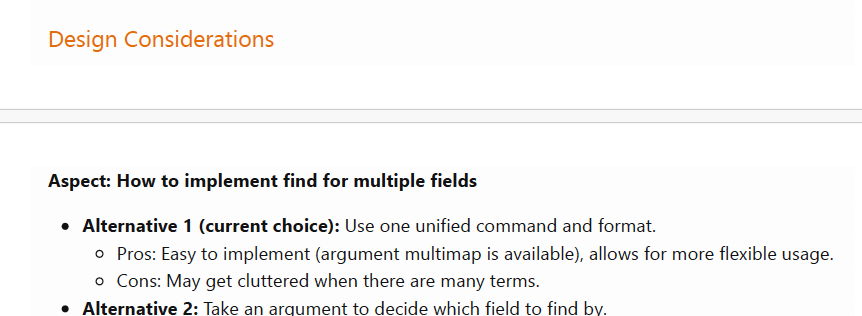 Design Considerations
Aspect: How to implement find for multiple fields
Alternative 1 (current choice): Use one unified command and format.
Pros: Easy to implement (argument multimap is available), allows for more flexible usage.
Cons: May get cluttered when there are many terms.
Alternative 2: Take an argument to decide which field to find by.